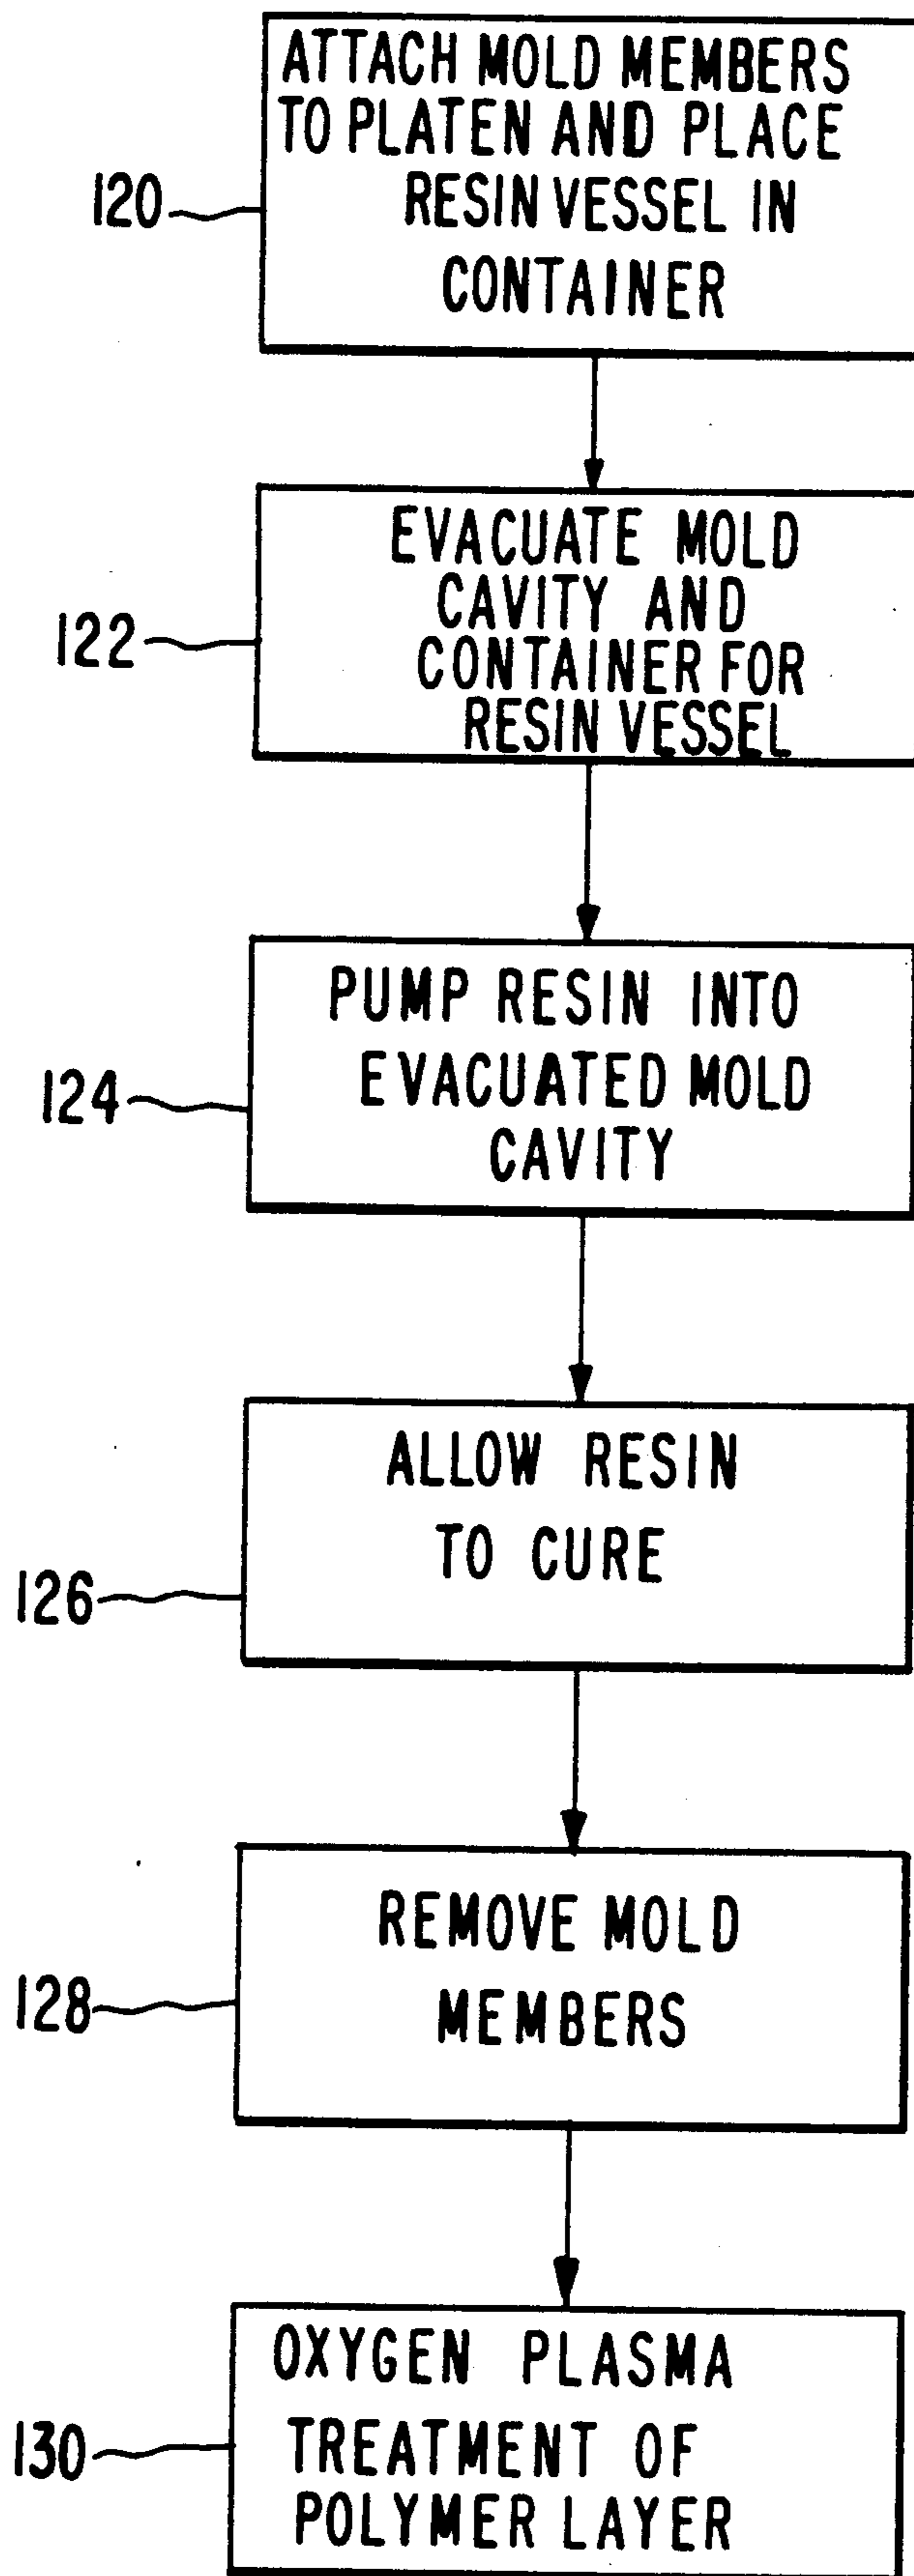 ATTACH MOLD MEMBERS
TO PLATEN AND PLACE
RESIN VESSEL IN
CONTAINER
120
EVACUATE MOLD
CAVITY AND
CONTAINER FOR
RESIN VESSEL
122
PUMP RESIN INTO
EVACUATED MOLD
CAVITY
124
ALLOW RESIN
TO CURE
126
REMOVE MOLD
MEMBERS
128
OXYGEN PLASMA
TREATMENT OF
POLYMER LAYER
130